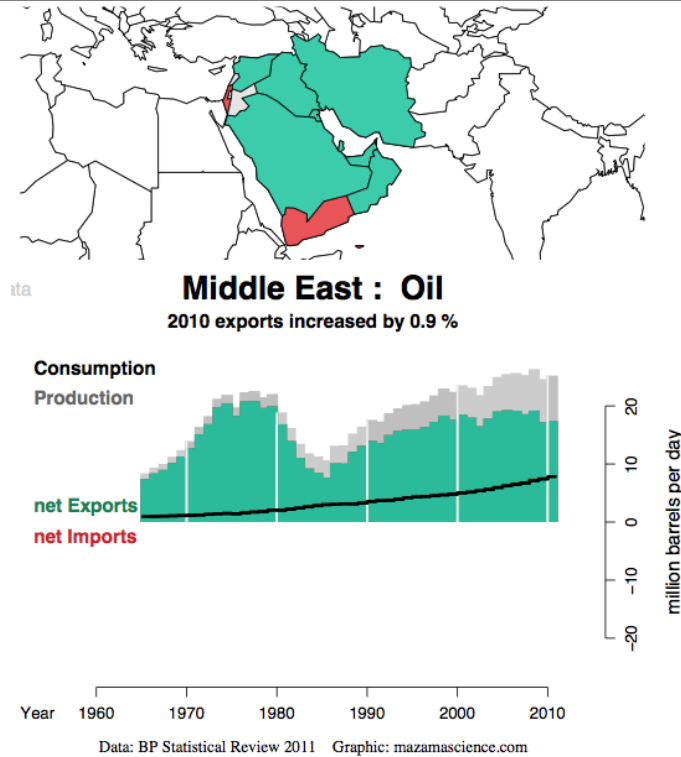 Middle East :  Oil
2010 exports increased by 0.9 %
Consumption
Production
net Exports
net Imports
20
10
0
−10
−20
million barrels per day
Year 1960 1970 1980 1990 2000 2010
Data: BP Statistical Review 2011 Graphic: mazamascience.com